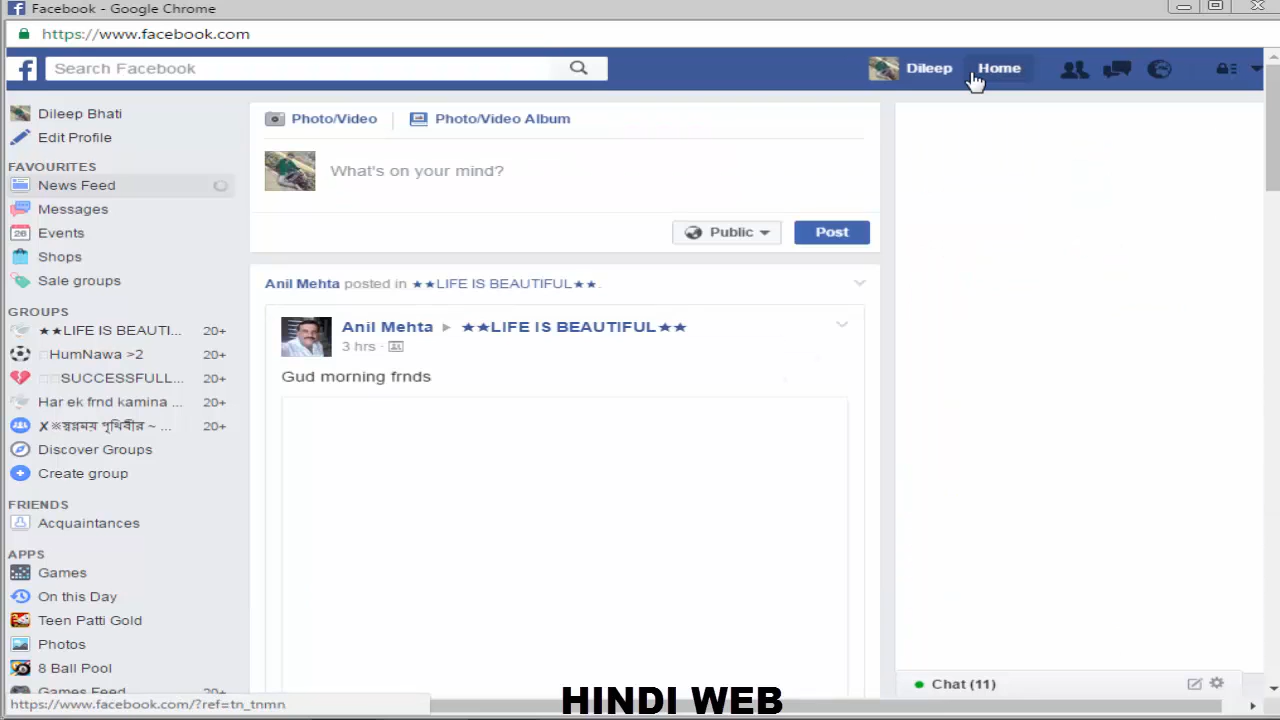 Facebook - Google Chrome
https://www.facebook.com
Search Facebook
Dileep
Home
Dileep Bhati
Edit Profile
FAVOURITES
News Feed
Messages
Events
Shops
Sale groups
GROUPS
★★LIFE IS BEAUTI... 20+
HumNawa >2 20+
SUCCESSFULL... 20+
Har ek frnd kamina ... 20+
✗※স্বপ্নময় পৃথিবীর ~ ... 20+
Discover Groups
Create group
FRIENDS
Acquaintances
APPS
Games
On this Day
Teen Patti Gold
Photos
8 Ball Pool
Games Feed 20+
https://www.facebook.com/?ref=tn_tnmn
Photo/Video
Photo/Video Album
What's on your mind?
Public
Post
Anil Mehta posted in ★★LIFE IS BEAUTIFUL★★.
Anil Mehta ▶ ★★LIFE IS BEAUTIFUL★★
3 hrs ·
Gud morning frnds
Chat (11)
HINDI WEB